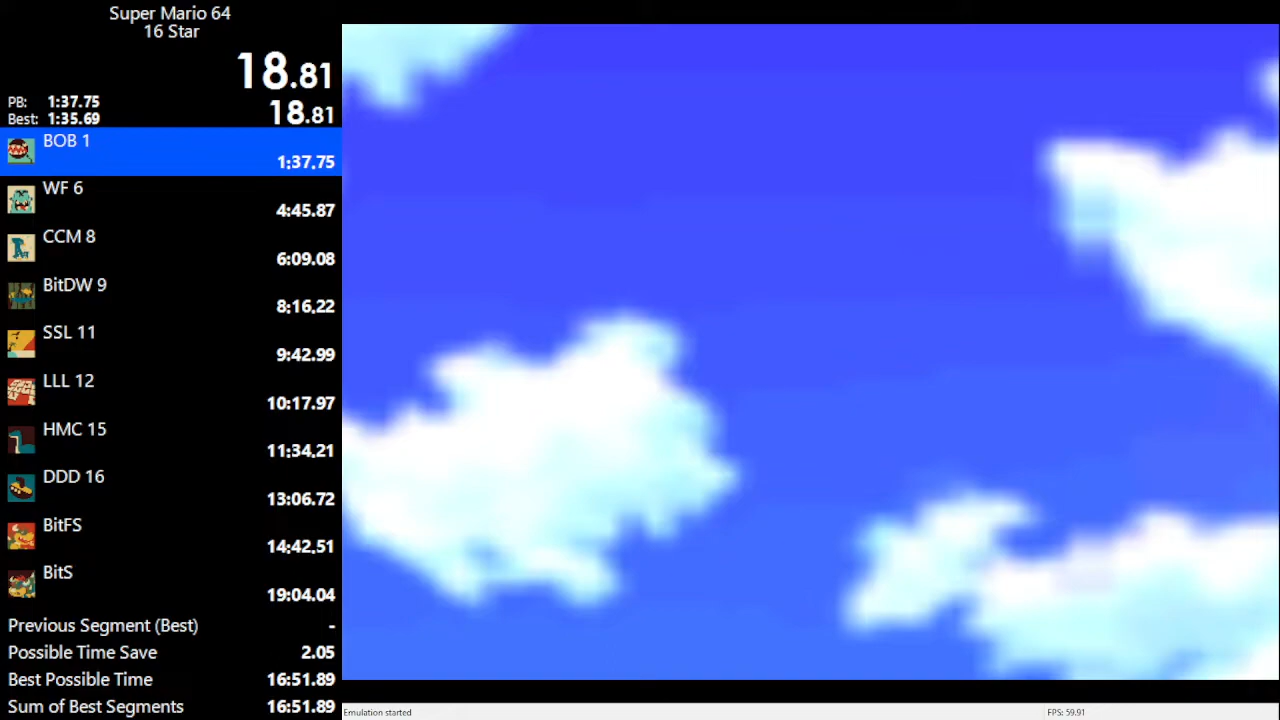 Super Mario 64
16 Star
18.81
PB: 1:37.75
Best: 1:35.69
18.81
BOB 1
1:37.75
WF 6
4:45.87
CCM 8
6:09.08
BitDW 9
8:16.22
SSL 11
9:42.99
LLL 12
10:17.97
HMC 15
11:34.21
DDD 16
13:06.72
BitFS
14:42.51
BitS
19:04.04
Previous Segment (Best) -
Possible Time Save 2.05
Best Possible Time 16:51.89
Sum of Best Segments 16:51.89
Emulation started FPS: 59.91